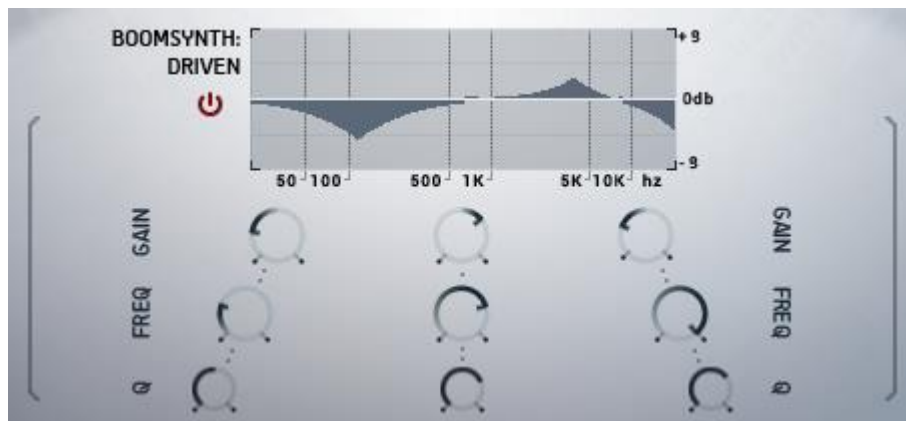 BOOMSYNTH:
DRIVEN
+9
0db
-9
50 100 500 1K 5K 10K hz
GAIN GAIN
FREQ FREQ
Q Q